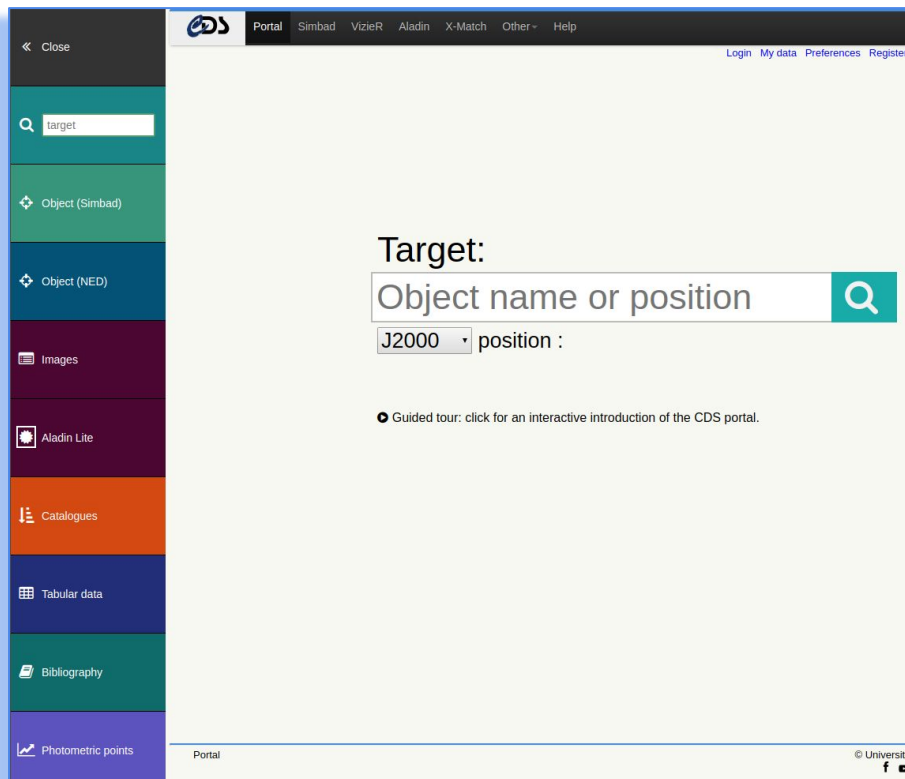 Close
target
Object (Simbad)
Object (NED)
Images
Aladin Lite
Catalogues
Tabular data
Bibliography
Photometric points
CDS Portal Simbad VizieR Aladin X-Match Other Help
Login My data Preferences Register
Target:
Object name or position
J2000 position :
Guided tour: click for an interactive introduction of the CDS portal.
Portal © Universit